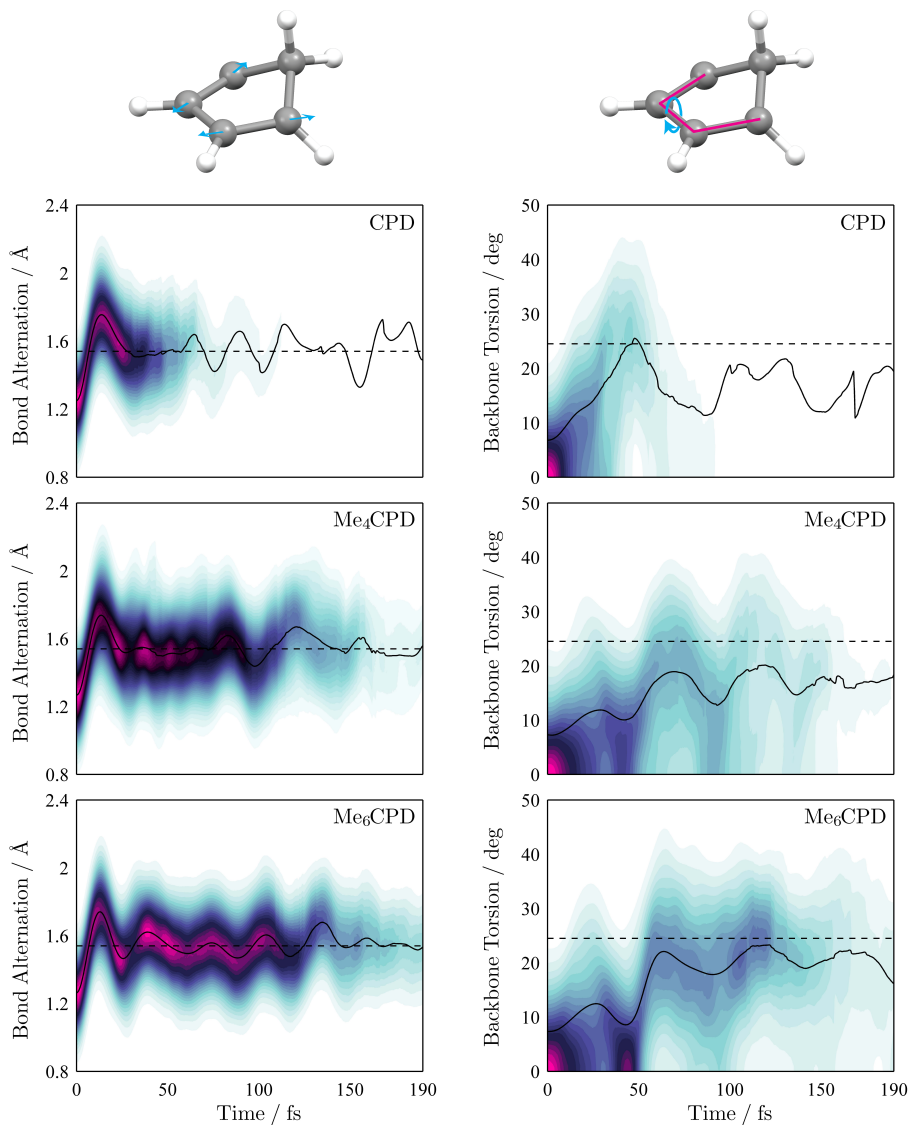 CPD
2.4
2
1.6
1.2
0.8
Bond Alternation / Å
CPD
50
40
30
20
10
0
Backbone Torsion / deg
Me₄CPD
2.4
2
1.6
1.2
0.8
Bond Alternation / Å
Me₄CPD
50
40
30
20
10
0
Backbone Torsion / deg
Me₆CPD
2.4
2
1.6
1.2
0.8
Bond Alternation / Å
0 50 100 150 190
Time / fs
Me₆CPD
50
40
30
20
10
0
Backbone Torsion / deg
0 50 100 150 190
Time / fs